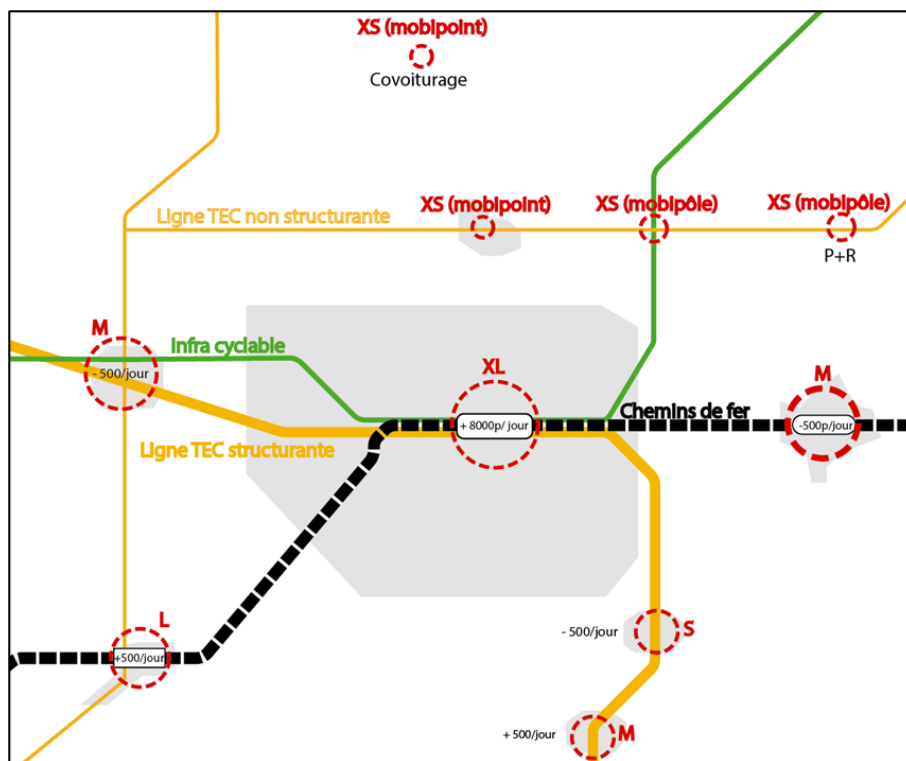 XS (mobipoint)
Covoiturage
Ligne TEC non structurante
XS (mobipoint)
XS (mobipôle)
XS (mobipôle)
P+R
M
Infra cyclable
- 500/jour
XL
+ 8000p/ jour
Chemins de fer
M
-500p/jour
Ligne TEC structurante
L
+500/jour
- 500/jour
S
+ 500/jour
M